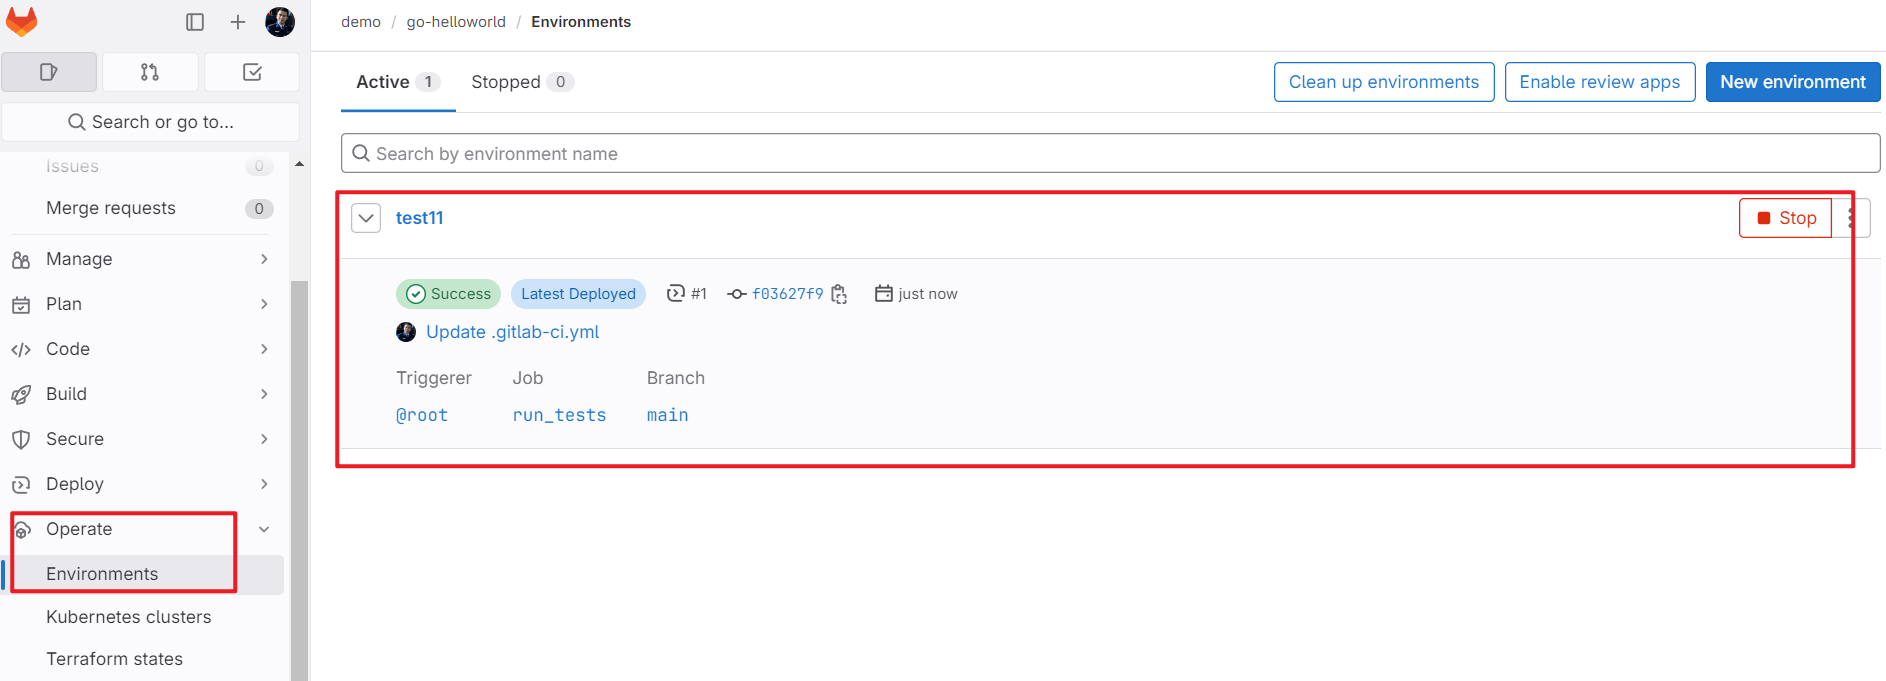 demo / go-helloworld / Environments
Search or go to...
Issues 0
Merge requests 0
Manage
Plan
Code
Build
Secure
Deploy
Operate
Environments
Kubernetes clusters
Terraform states
Active 1 Stopped 0
Clean up environments Enable review apps New environment
Search by environment name
test11 Stop
Success Latest Deployed #1 f03627f9 just now
Update .gitlab-ci.yml
Triggerer Job Branch
@root run_tests main